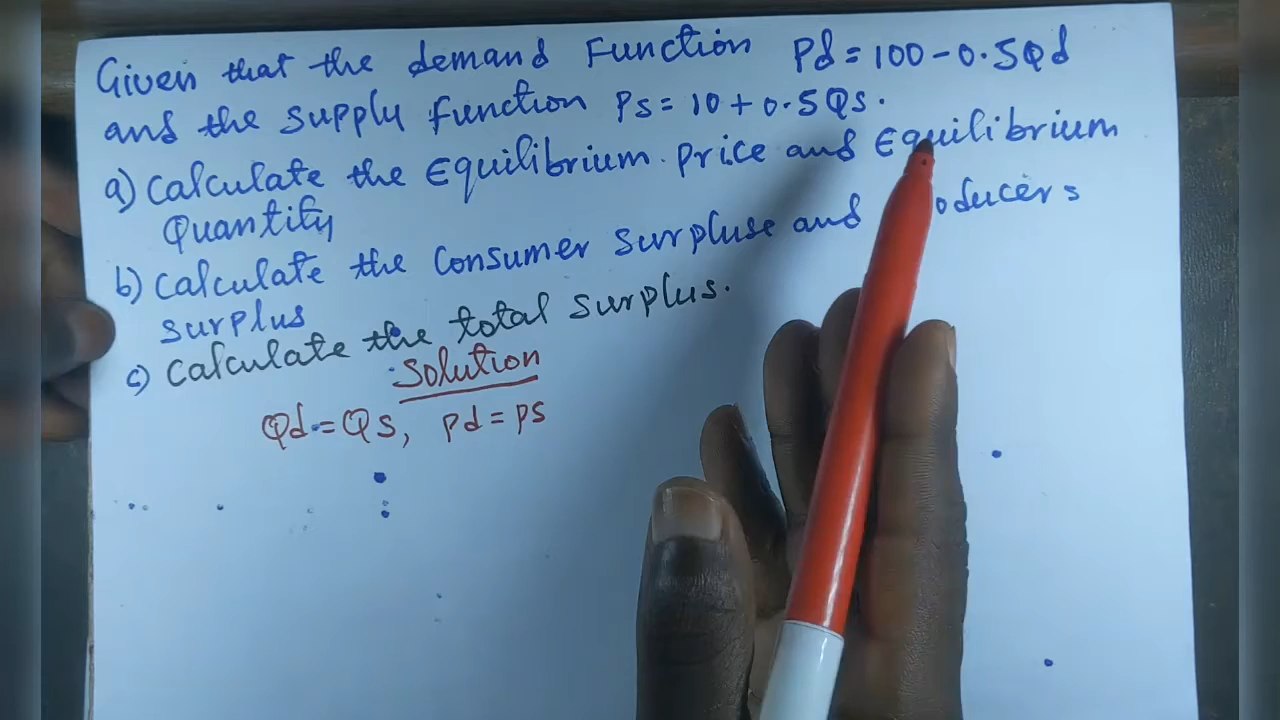 Given that the demand Function Pd = 100 - 0.5Qd
and the supply function Ps = 10 + 0.5Qs.
a) Calculate the Equilibrium. Price and Equilibrium
Quantity
b) Calculate the Consumer surpluse and oducers
surplus
c) Calculate the total surplus.
Solution
Qd = Qs, Pd = Ps